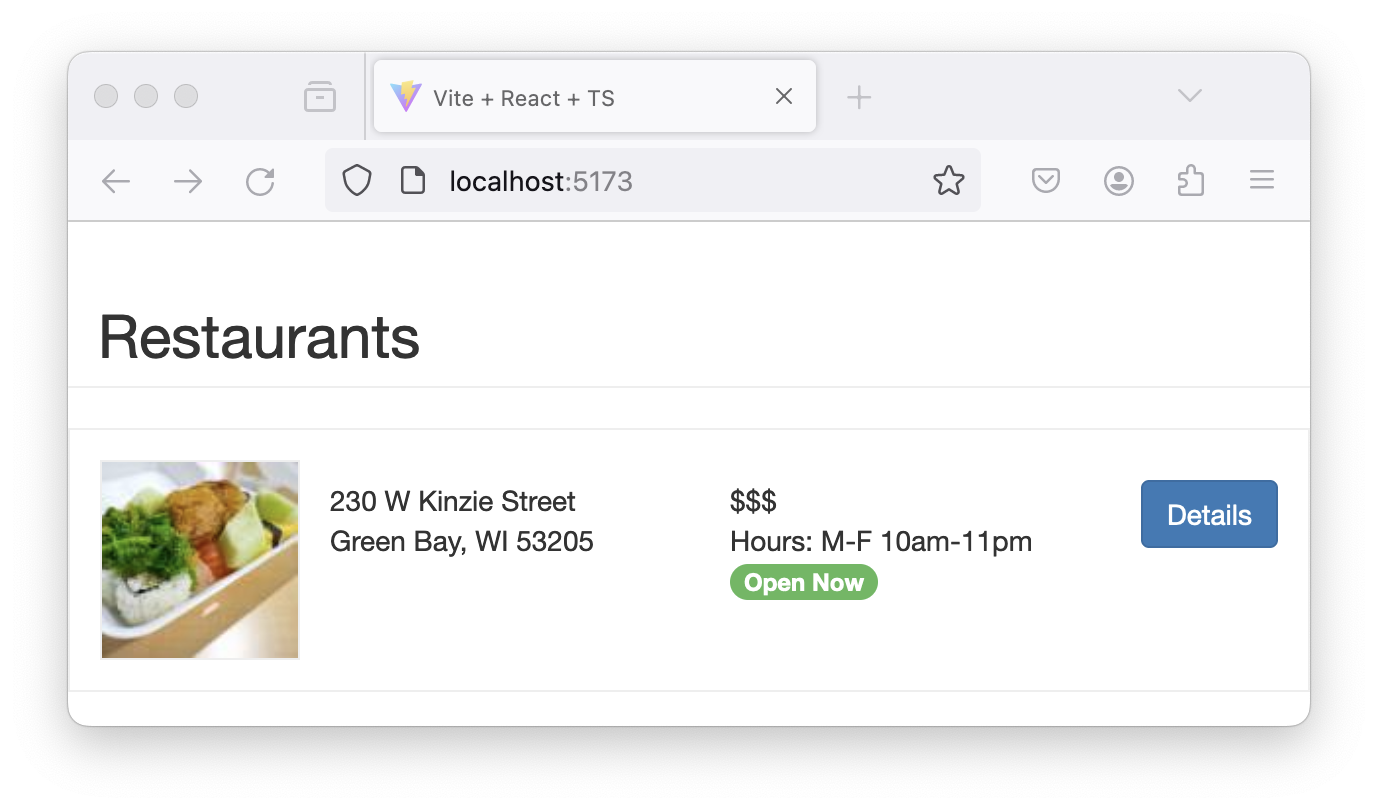 Vite + React + TS
localhost:5173
Restaurants
230 W Kinzie Street
Green Bay, WI 53205
$$$
Hours: M-F 10am-11pm
Open Now
Details